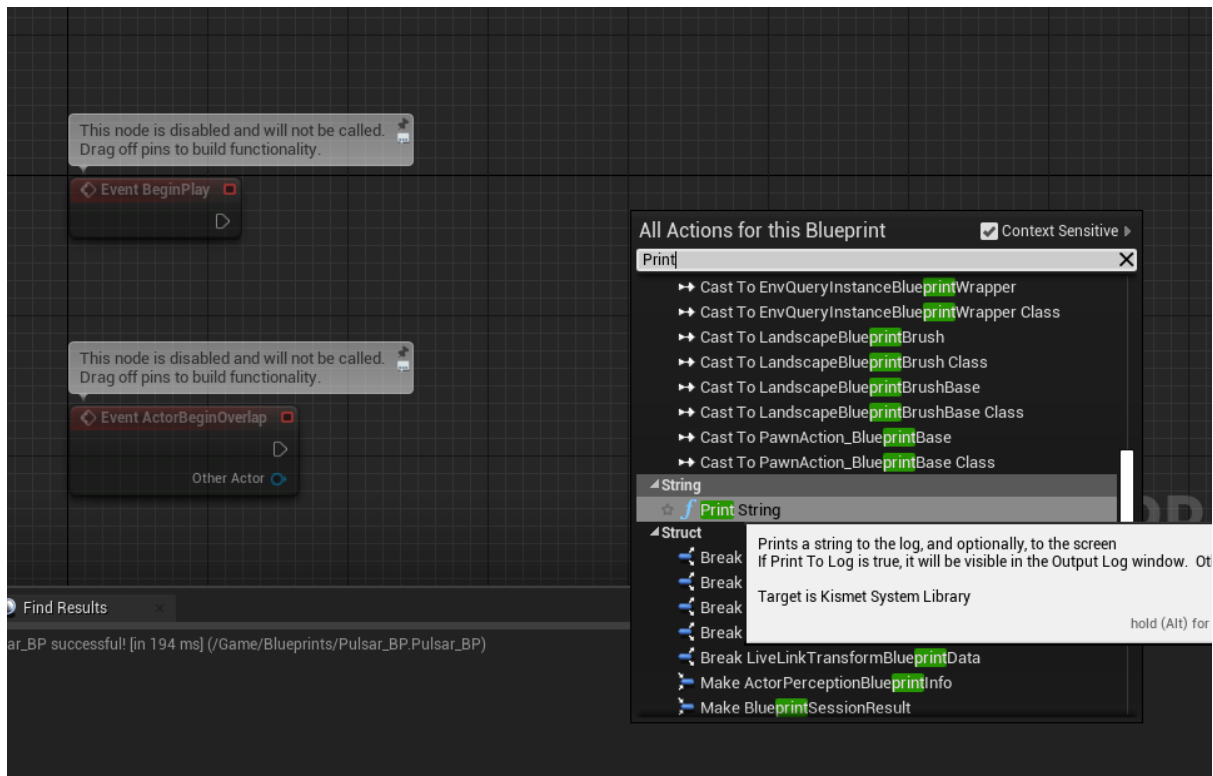 This node is disabled and will not be called.
Drag off pins to build functionality.
Event BeginPlay
This node is disabled and will not be called.
Drag off pins to build functionality.
Event ActorBeginOverlap
Other Actor
All Actions for this Blueprint
Context Sensitive
Print
Cast To EnvQueryInstanceBlueprintWrapper
Cast To EnvQueryInstanceBlueprintWrapper Class
Cast To LandscapeBlueprintBrush
Cast To LandscapeBlueprintBrush Class
Cast To LandscapeBlueprintBrushBase
Cast To LandscapeBlueprintBrushBase Class
Cast To PawnAction_BlueprintBase
Cast To PawnAction_BlueprintBase Class
String
Print String
Struct
Break
Break
Break
Break
Prints a string to the log, and optionally, to the screen
If Print To Log is true, it will be visible in the Output Log window. Ot
Target is Kismet System Library
hold (Alt) for
Break LiveLinkTransformBlueprintData
Make ActorPerceptionBlueprintInfo
Make BlueprintSessionResult
Find Results
ar_BP successful! [in 194 ms] (/Game/Blueprints/Pulsar_BP.Pulsar_BP)